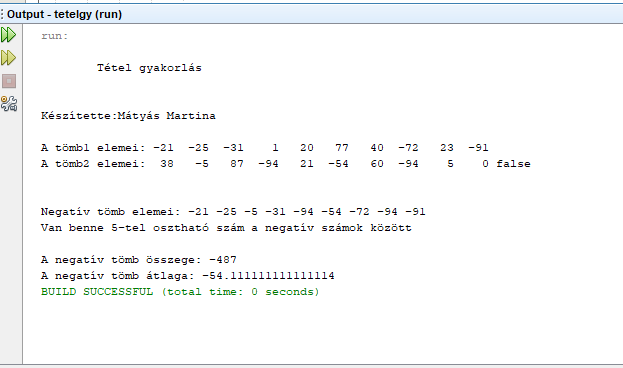 Output - tetelgy (run)
run:
Tétel gyakorlás
Készítette:Mátyás Martina
A tömb1 elemei: -21 -25 -31 1 20 77 40 -72 23 -91
A tömb2 elemei: 38 -5 87 -94 21 -54 60 -94 5 0 false
Negatív tömb elemei: -21 -25 -5 -31 -94 -54 -72 -94 -91
Van benne 5-tel osztható szám a negatív számok között
A negatív tömb összege: -487
A negatív tömb átlaga: -54.111111111111114
BUILD SUCCESSFUL (total time: 0 seconds)